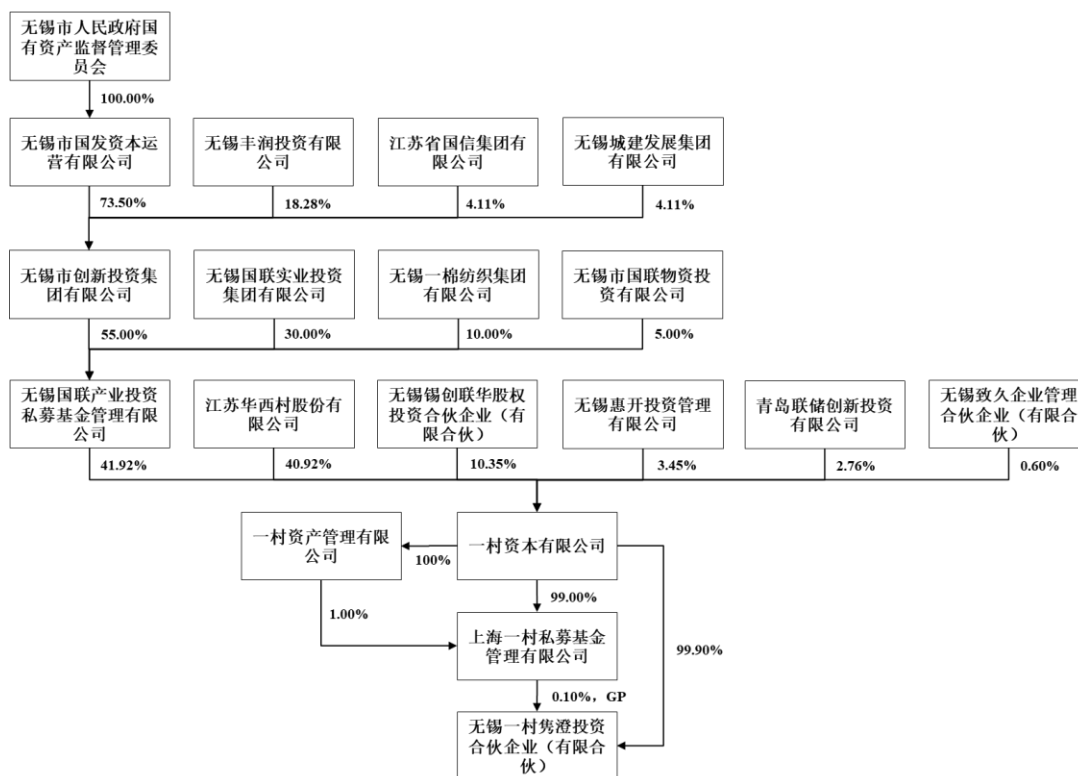 无锡市人民政府国
有资产监督管理委
员会
100.00%
无锡市国发资本运
营有限公司
无锡丰润投资有限
公司
江苏省国信集团有
限公司
无锡城建发展集团
有限公司
73.50%
18.28%
4.11%
4.11%
无锡市创新投资集
团有限公司
无锡国联实业投资
集团有限公司
无锡一棉纺织集团
有限公司
无锡市国联物资投
资有限公司
55.00%
30.00%
10.00%
5.00%
无锡国联产业投资
私募基金管理有限
公司
江苏华西村股份有
限公司
无锡锡创联华股权
投资合伙企业（有
限合伙）
无锡惠开投资管理
有限公司
青岛联储创新投资
有限公司
无锡致久企业管理
合伙企业（有限合
伙）
41.92%
40.92%
10.35%
3.45%
2.76%
0.60%
一村资产管理有限
公司
100%
一村资本有限公司
1.00%
99.00%
上海一村私募基金
管理有限公司
99.90%
0.10%，GP
无锡一村隽澄投资
合伙企业（有限合
伙）